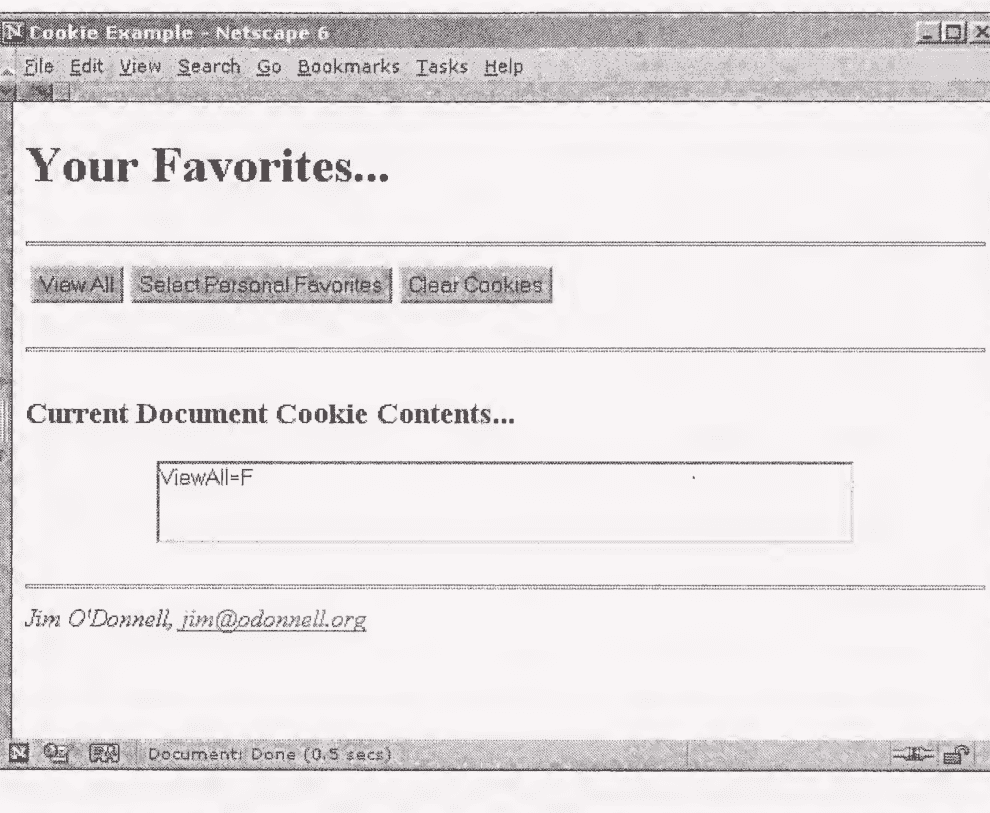 N Cookie Example - Netscape 6
File Edit View Search Go Bookmarks Tasks Help
Your Favorites...
View All Select Personal Favorites Clear Cookies
Current Document Cookie Contents...
ViewAll=F
Jim O'Donnell, jim@odonnell.org
N Document: Done (0.5 secs)